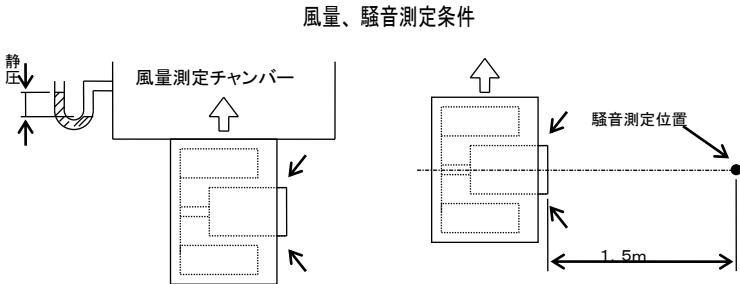 風量、騒音測定条件
静
圧
風量測定チャンバー
騒音測定位置
1.5m